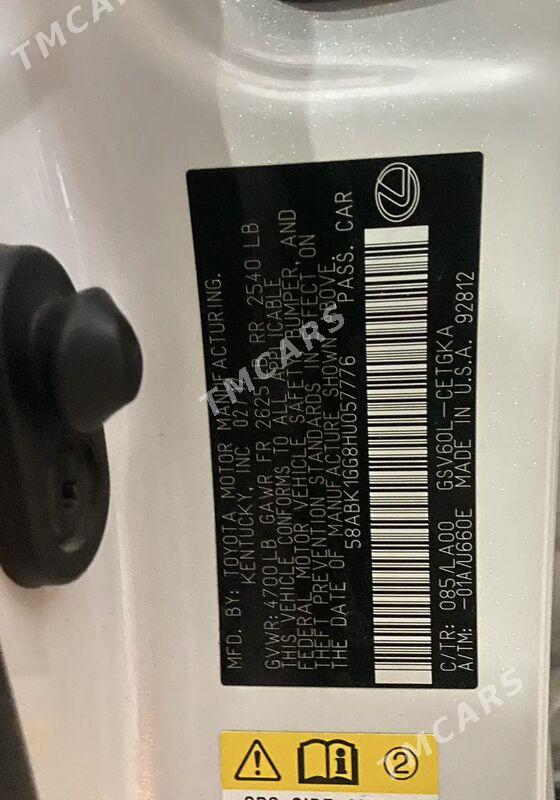 MFD. BY: TOYOTA MOTOR MANUFACTURING.
KENTUCKY, INC 02/
GVWR: 4700LB GAWR FR 2625 LB RR 2540 LB
THIS VEHICLE CONFORMS TO ALL APPLICABLE
FEDERAL MOTOR VEHICLE SAFETY, BUMPER, AND
THEFT PREVENTION STANDARDS IN EFFECT ON
THE DATE OF MANUFACTURE SHOWN ABOVE.
58ABK1GG8HU057776 PASS. CAR
C/TR: 085/LA00 GSV60L-CETGKA
A/TM: -01A/U660E MADE IN U.S.A. 92812
2
TMCARS
TMCARS
TMCARS